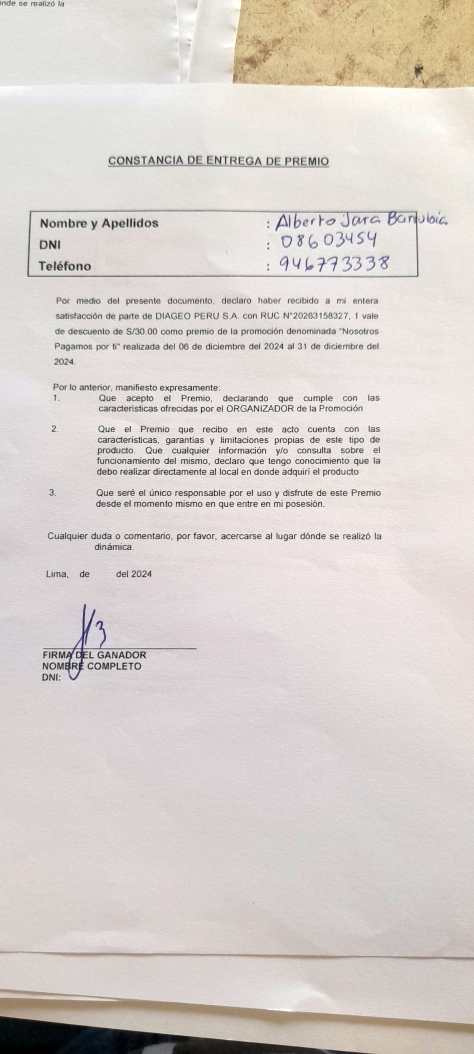 onde se realizó la
CONSTANCIA DE ENTREGA DE PREMIO
Nombre y Apellidos : Alberto Jara
DNI : 08603454
Teléfono : 946773338
Por medio del presente documento, declaro haber recibido a mi entera
satisfacción de parte de DIAGEO PERU S.A. con RUC N°20263158327, 1 vale
de descuento de S/30.00 como premio de la promoción denominada "Nosotros
Pagamos por ti" realizada del 06 de diciembre del 2024 al 31 de diciembre del
2024.
Por lo anterior, manifiesto expresamente:
1. Que acepto el Premio, declarando que cumple con las
características ofrecidas por el ORGANIZADOR de la Promoción
2. Que el Premio que recibo en este acto cuenta con las
características, garantías y limitaciones propias de este tipo de
producto. Que cualquier información y/o consulta sobre el
funcionamiento del mismo, declaro que tengo conocimiento que la
debo realizar directamente al local en donde adquirí el producto
3. Que seré el único responsable por el uso y disfrute de este Premio
desde el momento mismo en que entre en mi posesión.
Cualquier duda o comentario, por favor, acercarse al lugar dónde se realizó la
dinámica.
Lima, de del 2024
FIRMA DEL GANADOR
NOMBRE COMPLETO
DNI: